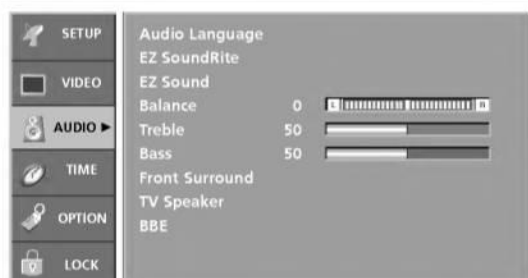 SETUP
VIDEO
AUDIO ►
TIME
OPTION
LOCK
Audio Language
EZ SoundRite
EZ Sound
Balance 0 L R
Treble 50
Bass 50
Front Surround
TV Speaker
BBE